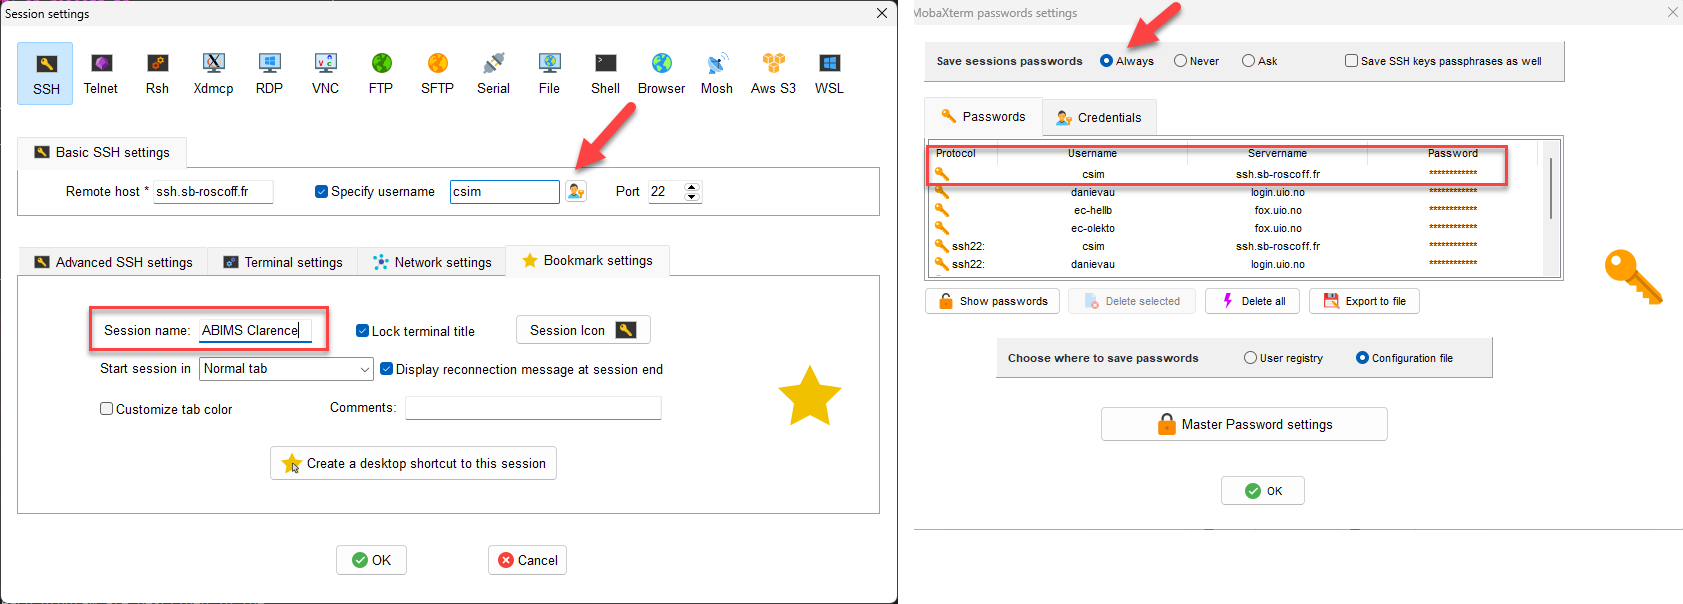 Session settings
SSH Telnet Rsh Xdmcp RDP VNC FTP SFTP Serial File Shell Browser Mosh Aws S3 WSL
Basic SSH settings
Remote host * ssh.sb-roscoff.fr Specify username csim Port 22
Advanced SSH settings Terminal settings Network settings Bookmark settings
Session name: ABIMS Clarence Lock terminal title Session Icon
Start session in Normal tab Display reconnection message at session end
Customize tab color Comments:
Create a desktop shortcut to this session
OK Cancel
MobaXterm passwords settings
Save sessions passwords Always Never Ask Save SSH keys passphrases as well
Passwords Credentials
Protocol Username Servername Password
csim ssh.sb-roscoff.fr ************
danievau login.uio.no ************
ec-hellb fox.uio.no ************
ec-olekto fox.uio.no ************
ssh22: csim ssh.sb-roscoff.fr ************
ssh22: danievau login.uio.no ************
Show passwords Delete selected Delete all Export to file
Choose where to save passwords User registry Configuration file
Master Password settings
OK